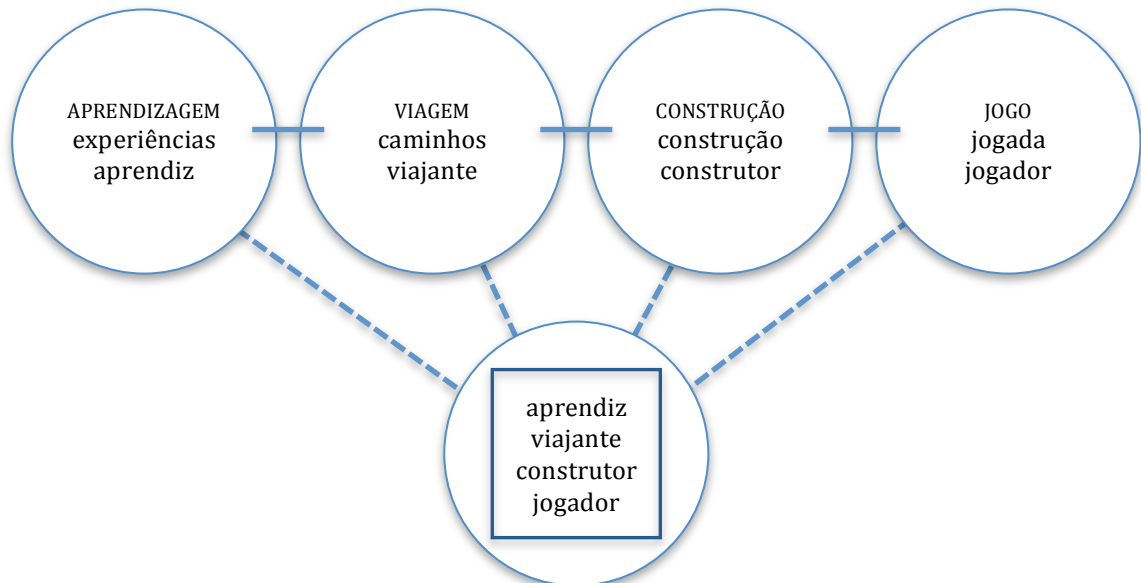 APRENDIZAGEM
experiências
aprendiz
VIAGEM
caminhos
viajante
CONSTRUÇÃO
construção
construtor
JOGO
jogada
jogador
aprendiz
viajante
construtor
jogador